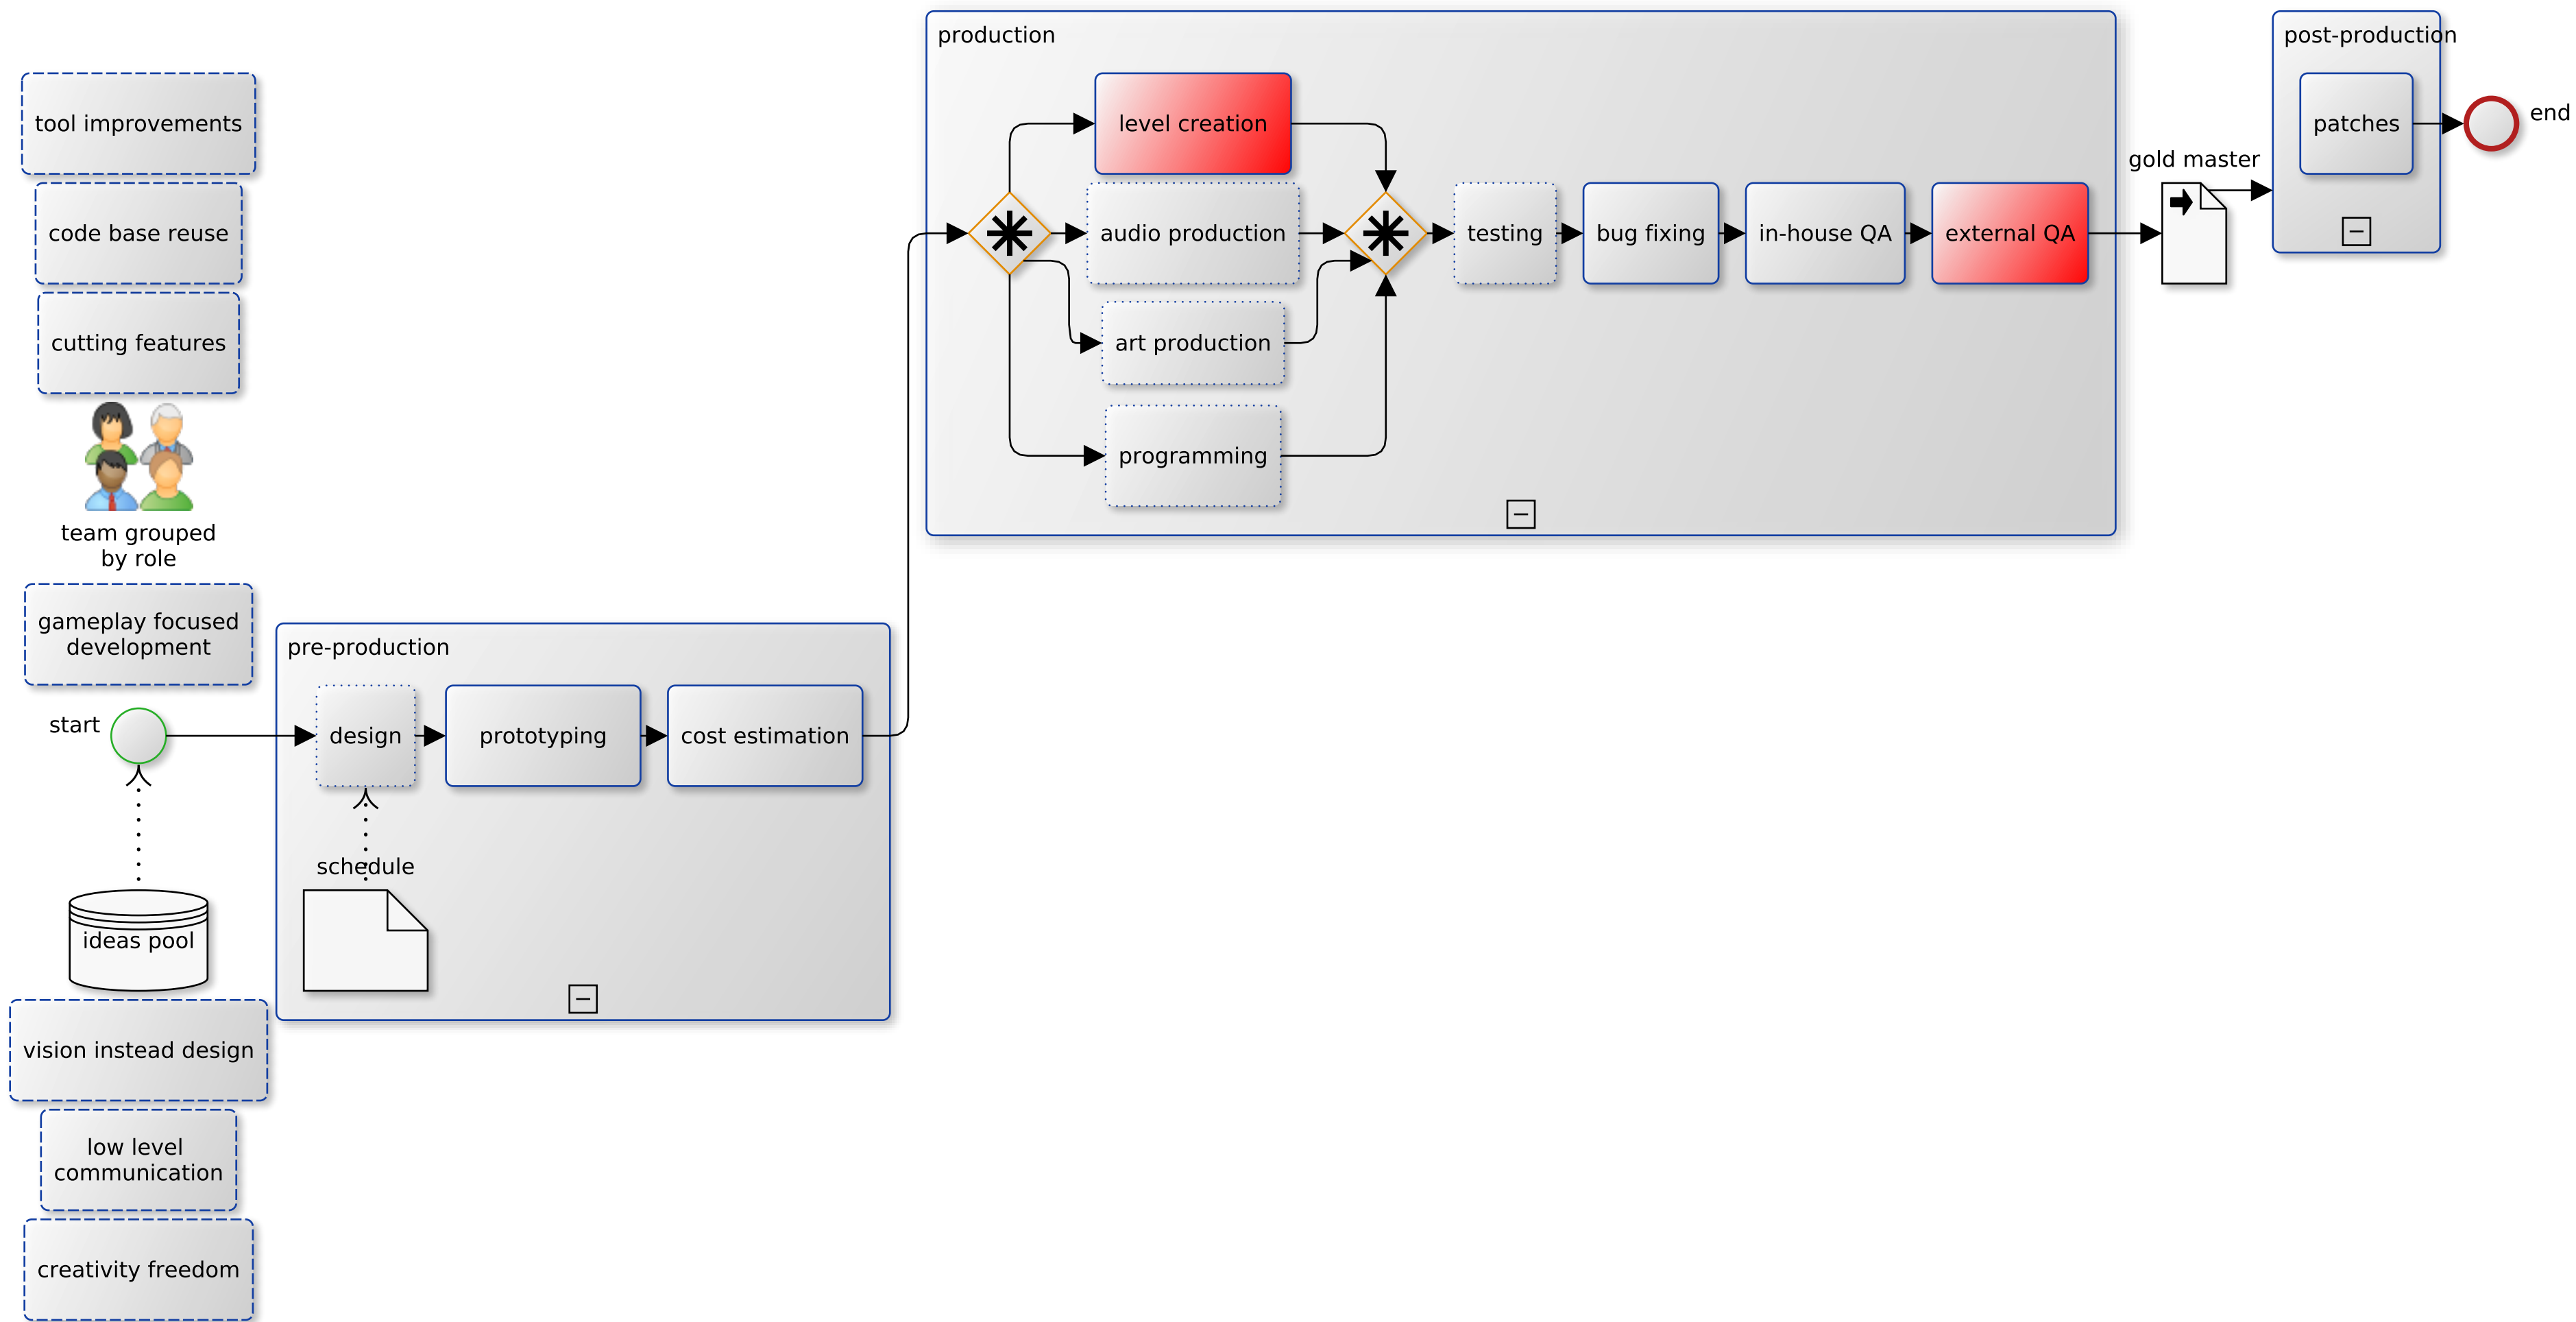 tool improvements
code base reuse
cutting features
team grouped
by role
gameplay focused
development
start
ideas pool
vision instead design
low level
communication
creativity freedom
pre-production
design
prototyping
cost estimation
schedule
production
level creation
audio production
art production
programming
testing
bug fixing
in-house QA
external QA
gold master
post-production
patches
end